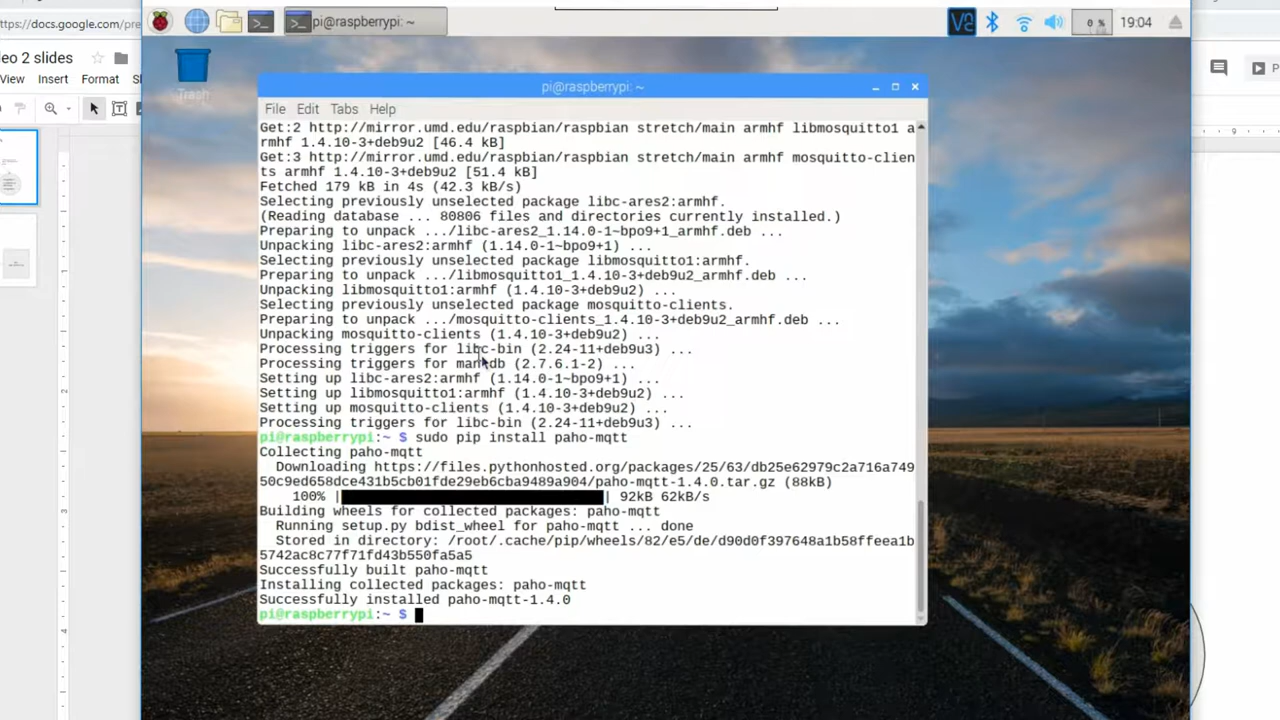 https://docs.google.com/pre
deo 2 slides
View Insert Format
pi@raspberrypi: ~
0 %
19:04
Trash
pi@raspberrypi: ~
File Edit Tabs Help
Get:2 http://mirror.umd.edu/raspbian/raspbian stretch/main armhf libmosquitto1 a
rmhf 1.4.10-3+deb9u2 [46.4 kB]
Get:3 http://mirror.umd.edu/raspbian/raspbian stretch/main armhf mosquitto-clien
ts armhf 1.4.10-3+deb9u2 [51.4 kB]
Fetched 179 kB in 4s (42.3 kB/s)
Selecting previously unselected package libc-ares2:armhf.
(Reading database ... 80806 files and directories currently installed.)
Preparing to unpack .../libc-ares2_1.14.0-1~bpo9+1_armhf.deb ...
Unpacking libc-ares2:armhf (1.14.0-1~bpo9+1) ...
Selecting previously unselected package libmosquitto1:armhf.
Preparing to unpack .../libmosquitto1_1.4.10-3+deb9u2_armhf.deb ...
Unpacking libmosquitto1:armhf (1.4.10-3+deb9u2) ...
Selecting previously unselected package mosquitto-clients.
Preparing to unpack .../mosquitto-clients_1.4.10-3+deb9u2_armhf.deb ...
Unpacking mosquitto-clients (1.4.10-3+deb9u2) ...
Processing triggers for libc-bin (2.24-11+deb9u3) ...
Processing triggers for man-db (2.7.6.1-2) ...
Setting up libc-ares2:armhf (1.14.0-1~bpo9+1) ...
Setting up libmosquitto1:armhf (1.4.10-3+deb9u2) ...
Setting up mosquitto-clients (1.4.10-3+deb9u2) ...
Processing triggers for libc-bin (2.24-11+deb9u3) ...
pi@raspberrypi:~ $ sudo pip install paho-mqtt
Collecting paho-mqtt
Downloading https://files.pythonhosted.org/packages/25/63/db25e62979c2a716a749
50c9ed658dce431b5cb01fde29eb6cba9489a904/paho-mqtt-1.4.0.tar.gz (88kB)
100% | | 92kB 62kB/s
Building wheels for collected packages: paho-mqtt
Running setup.py bdist_wheel for paho-mqtt ... done
Stored in directory: /root/.cache/pip/wheels/82/e5/de/d90d0f397648a1b58ffeea1b
5742ac8c77f71fd43b550fa5a5
Successfully built paho-mqtt
Installing collected packages: paho-mqtt
Successfully installed paho-mqtt-1.4.0
pi@raspberrypi:~ $